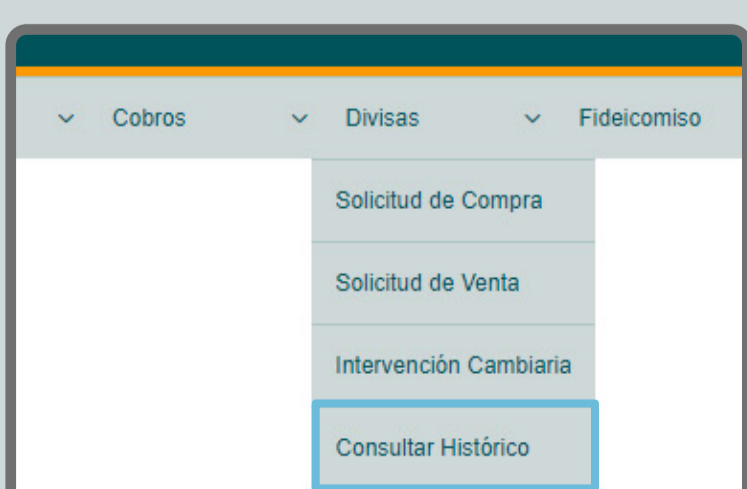 Cobros Divisas Fideicomiso
Solicitud de Compra
Solicitud de Venta
Intervención Cambiaria
Consultar Histórico